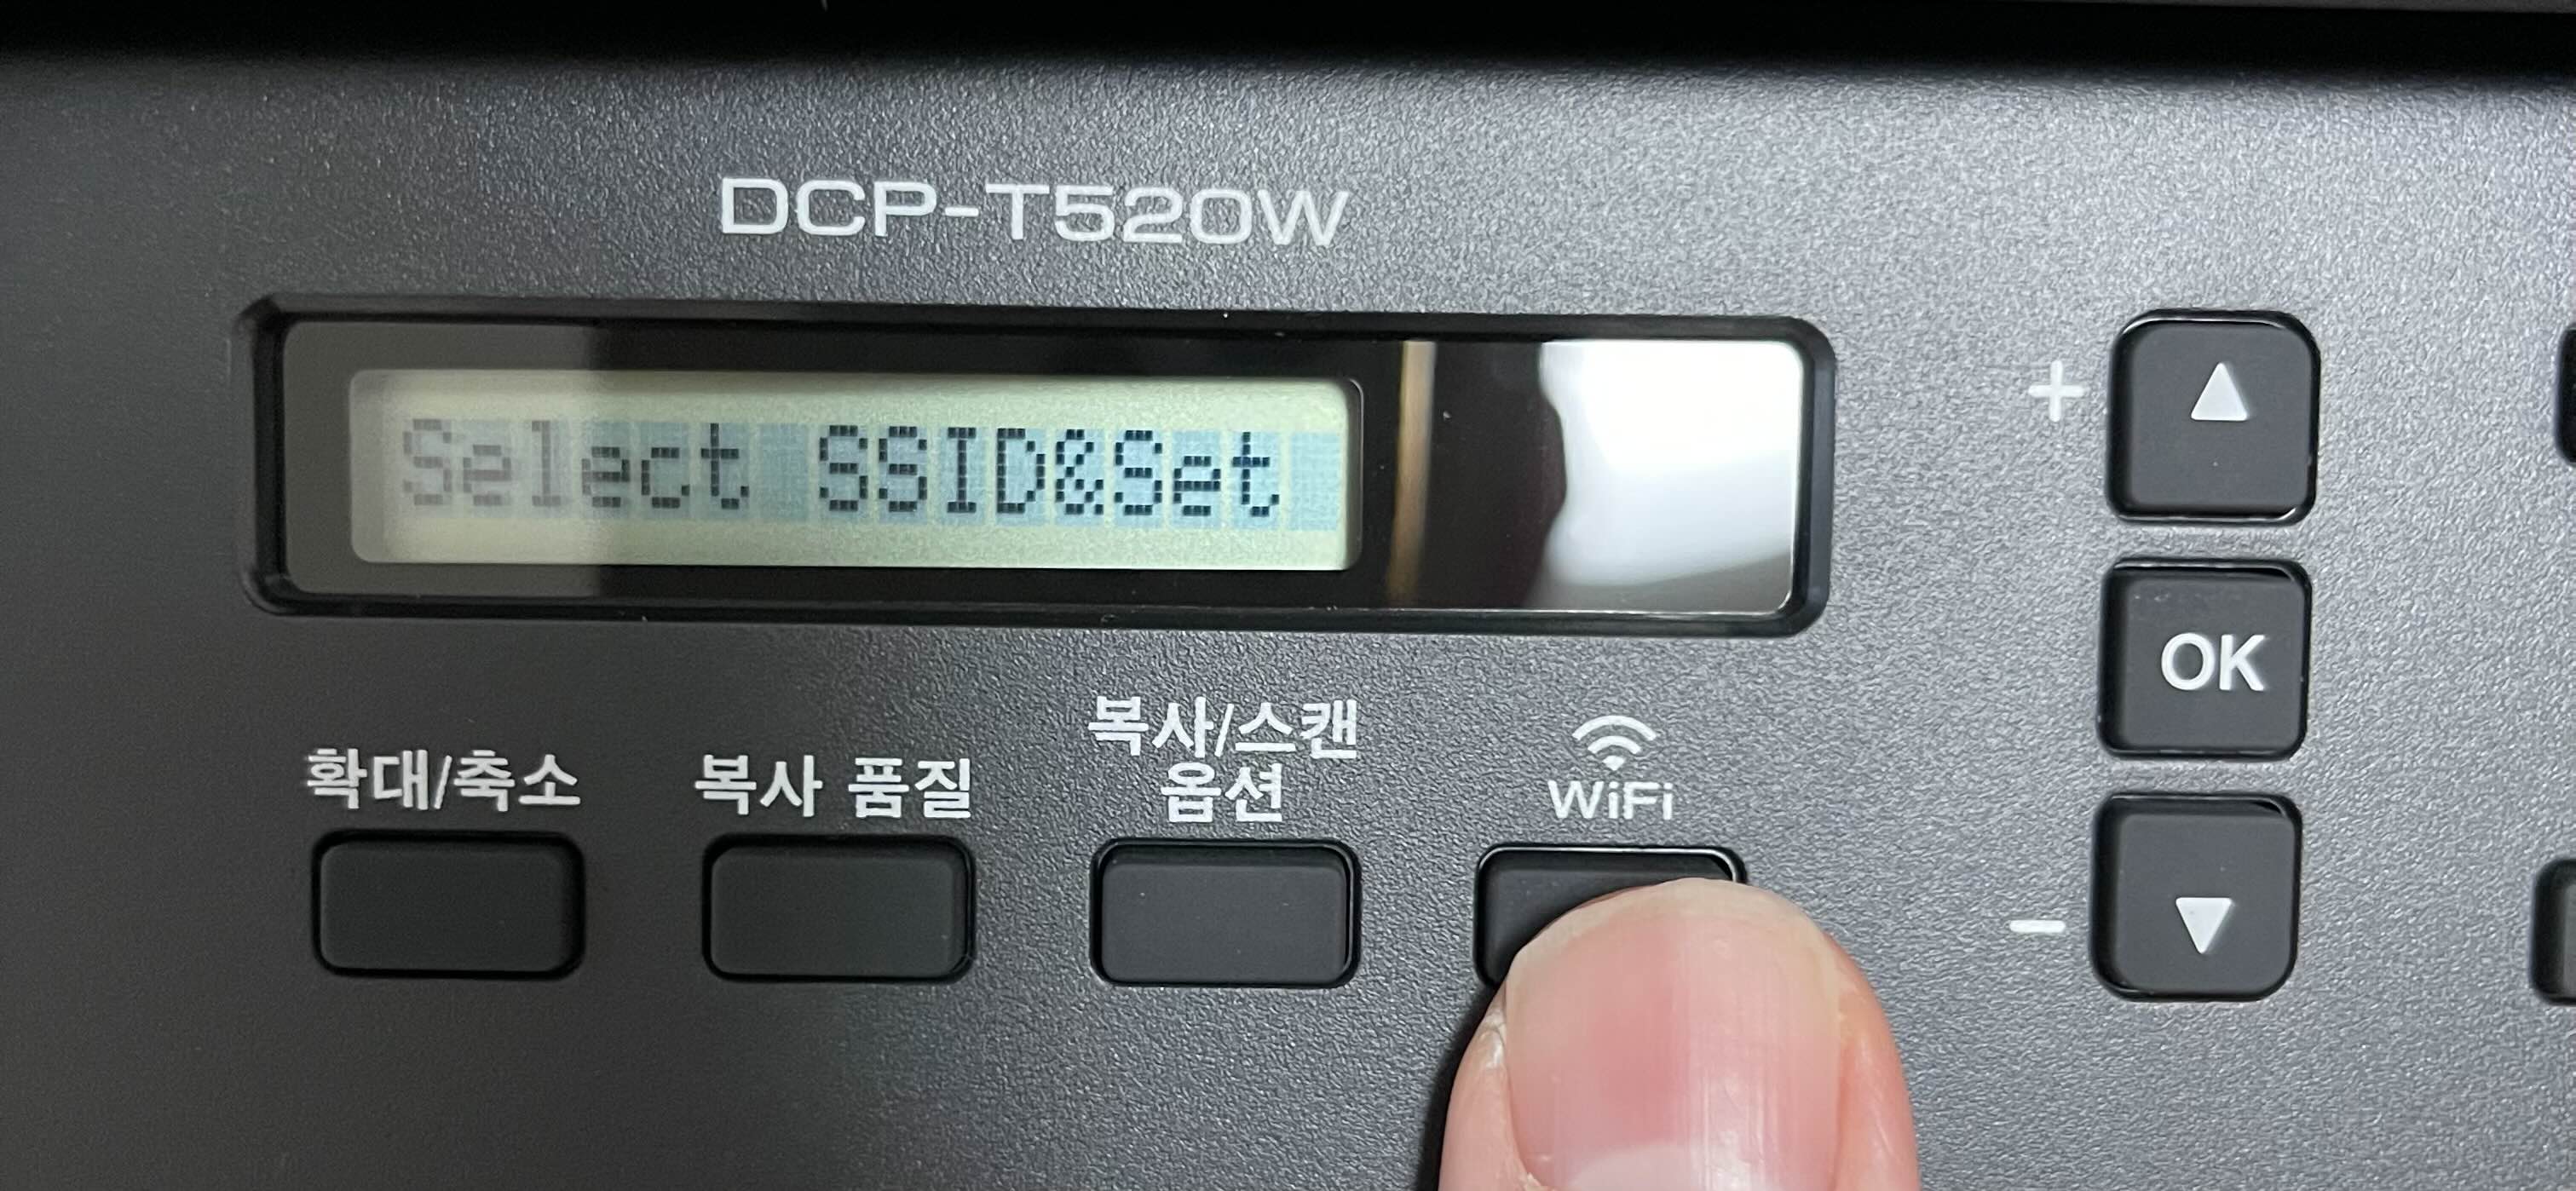 DCP-T520W
Select SSID&Set
+
OK
−
확대/축소
복사 품질
복사/스캔
옵션
WiFi